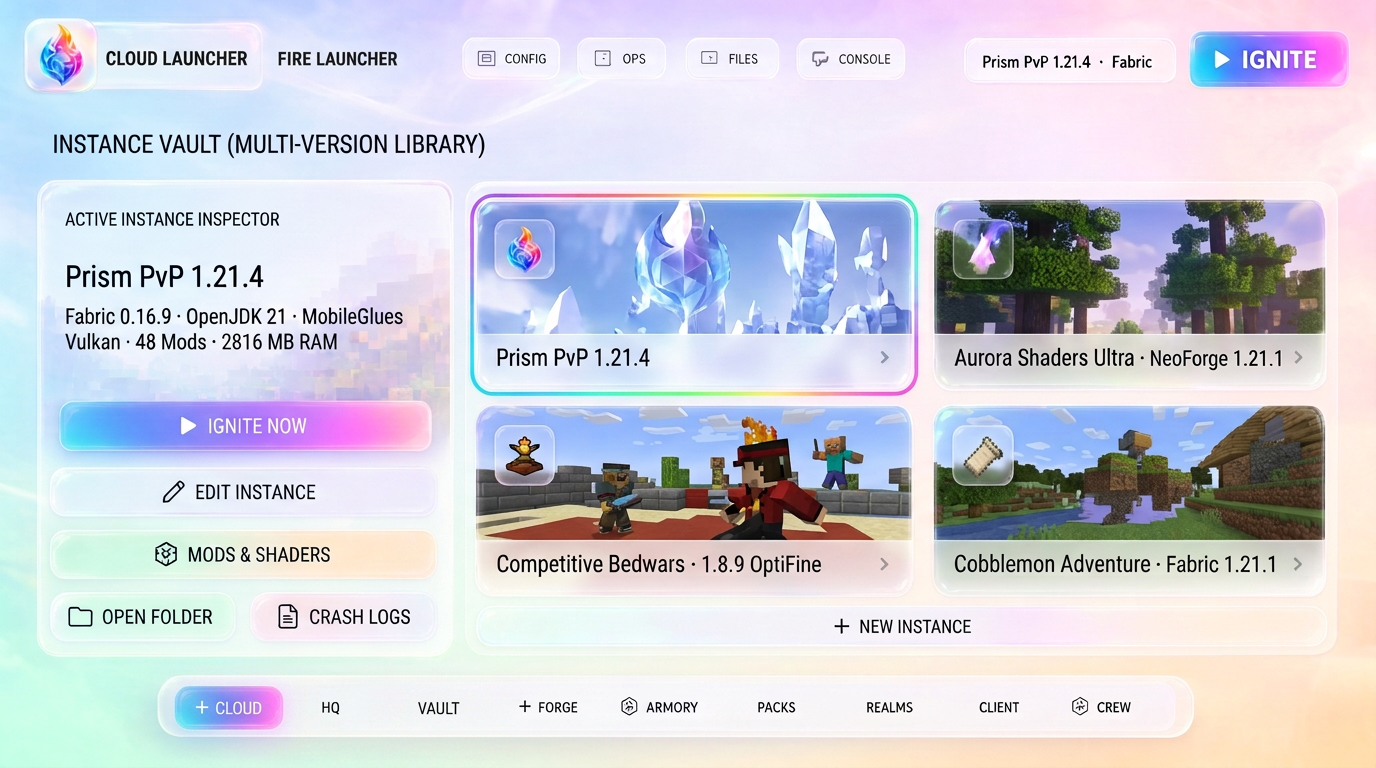 CLOUD LAUNCHER
FIRE LAUNCHER
CONFIG
OPS
FILES
CONSOLE
Prism PvP 1.21.4 · Fabric
IGNITE
INSTANCE VAULT (MULTI-VERSION LIBRARY)
ACTIVE INSTANCE INSPECTOR
Prism PvP 1.21.4
Fabric 0.16.9 · OpenJDK 21 · MobileGlues
Vulkan · 48 Mods · 2816 MB RAM
IGNITE NOW
EDIT INSTANCE
MODS & SHADERS
OPEN FOLDER
CRASH LOGS
Prism PvP 1.21.4
Aurora Shaders Ultra · NeoForge 1.21.1
Competitive Bedwars · 1.8.9 OptiFine
Cobblemon Adventure · Fabric 1.21.1
+ NEW INSTANCE
+ CLOUD
HQ
VAULT
+ FORGE
ARMORY
PACKS
REALMS
CLIENT
CREW